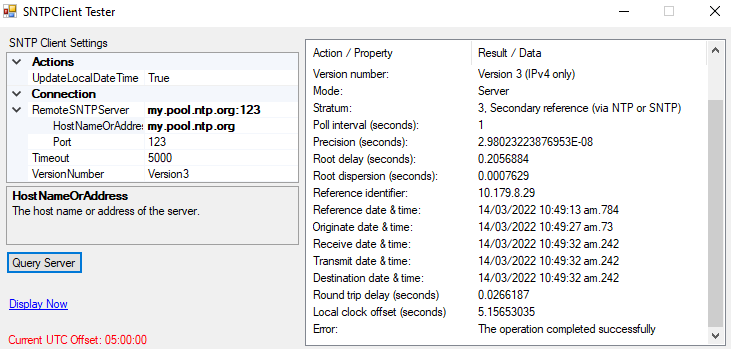 SNTPClient Tester
SNTP Client Settings
Actions
UpdateLocalDateTime True
Connection
RemoteSNTPServer my.pool.ntp.org:123
HostNameOrAddres my.pool.ntp.org
Port 123
Timeout 5000
VersionNumber Version3
HostNameOrAddress
The host name or address of the server.
Query Server
Display Now
Current UTC Offset: 05:00:00
Action / Property Result / Data
Version number: Version 3 (IPv4 only)
Mode: Server
Stratum: 3, Secondary reference (via NTP or SNTP)
Poll interval (seconds): 1
Precision (seconds): 2.98023223876953E-08
Root delay (seconds): 0.2056884
Root dispersion (seconds): 0.0007629
Reference identifier: 10.179.8.29
Reference date & time: 14/03/2022 10:49:13 am.784
Originate date & time: 14/03/2022 10:49:27 am.73
Receive date & time: 14/03/2022 10:49:32 am.242
Transmit date & time: 14/03/2022 10:49:32 am.242
Destination date & time: 14/03/2022 10:49:32 am.242
Round trip delay (seconds) 0.0266187
Local clock offset (seconds) 5.15653035
Error: The operation completed successfully